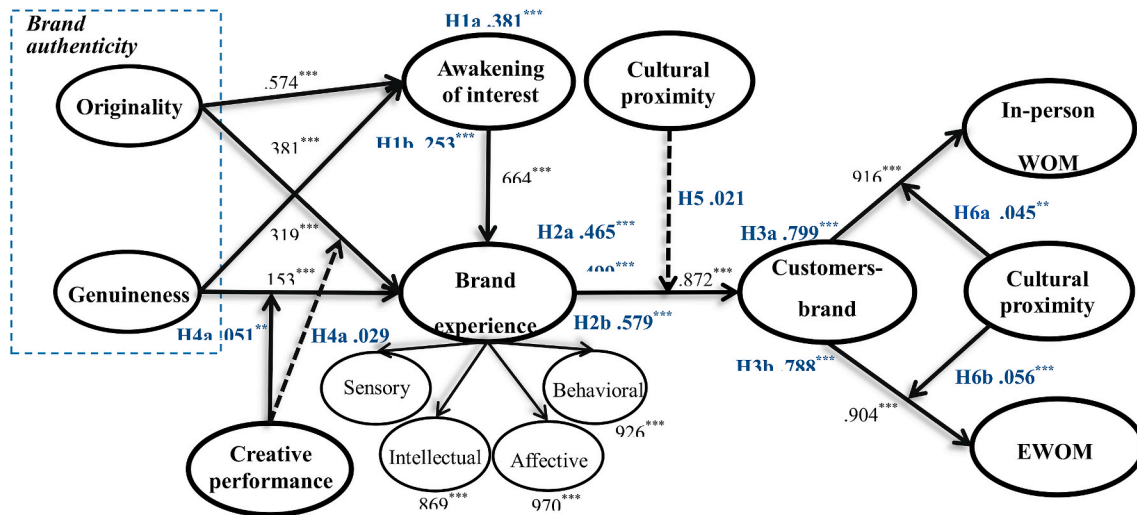 Brand
authenticity
Originality
Genuineness
.574***
381***
319***
153***
H4a .051**
H4a .029
Creative
performance
H1a .381***
Awakening
of interest
H1b .253***
664***
Cultural
proximity
H5 .021
H2a .465***
.872***
H2b .579***
Brand
experience
Sensory
Intellectual
869***
Affective
970***
Behavioral
926***
H3a .799***
Customers-
brand
H3b .788***
916***
.904***
In-person
WOM
H6a .045**
Cultural
proximity
H6b .056***
EWOM